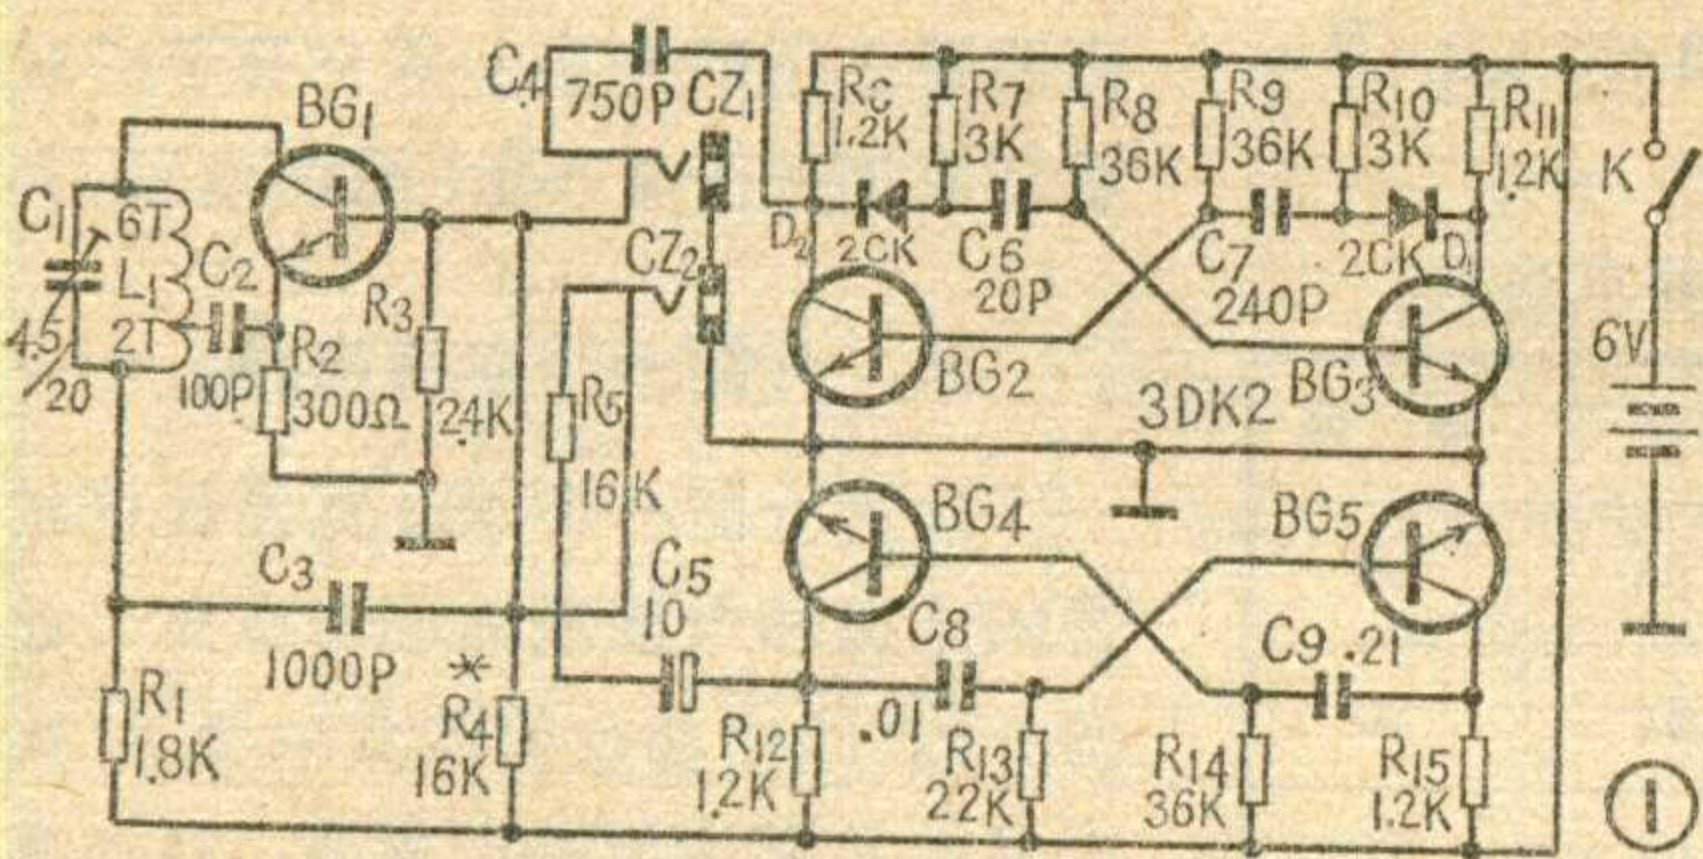 C4
750P
CZ1
BG1
R6
1.2K
R7
3K
R8
36K
R9
36K
R10
3K
R11
1.2K
K
C1
6T
L1
2T
4.5/20
C2
100P
R2
300Ω
R3
2.4K
CZ2
D2
2CK
C6
20P
C7
240P
2CK
D1
BG2
3DK2
BG3
6V
R5
16K
BG4
BG5
C3
1000P
C5
10
C8
.01
C9 .21
R1
1.8K
*
R4
16K
R12
1.2K
R13
22K
R14
36K
R15
1.2K
1